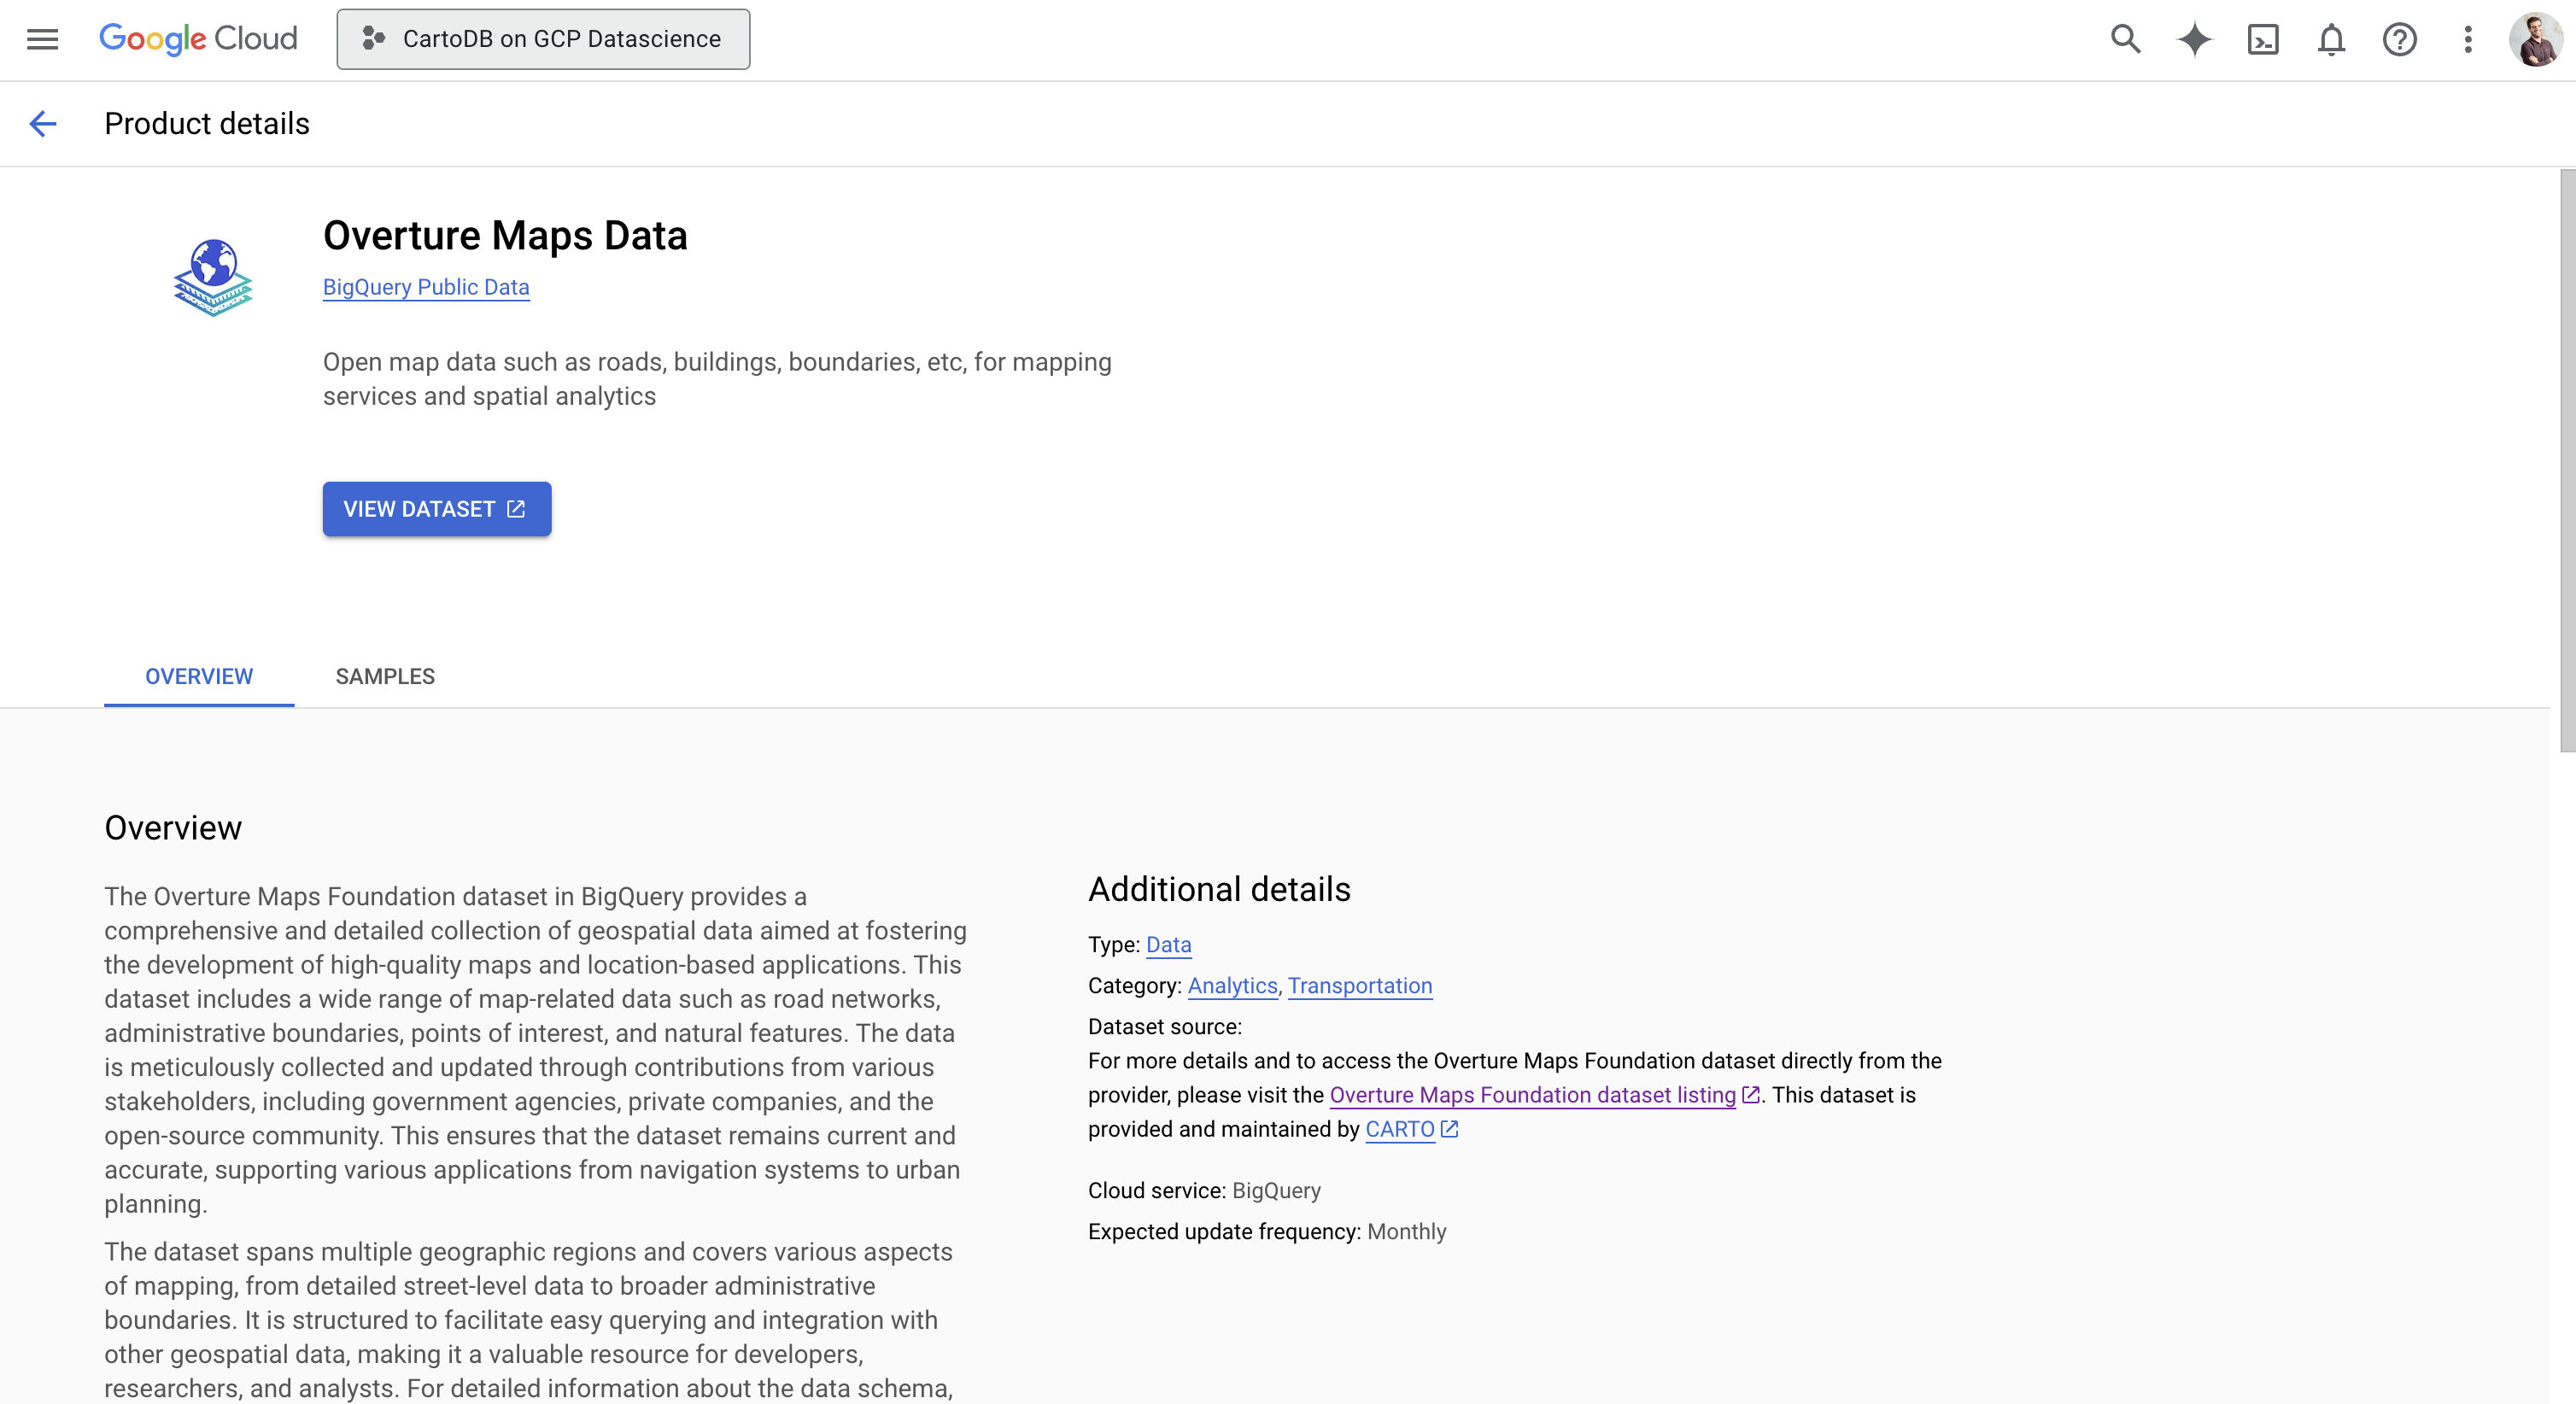 Google Cloud
CartoDB on GCP Datascience
Product details
Overture Maps Data
BigQuery Public Data
Open map data such as roads, buildings, boundaries, etc, for mapping
services and spatial analytics
VIEW DATASET
OVERVIEW
SAMPLES
Overview
The Overture Maps Foundation dataset in BigQuery provides a
comprehensive and detailed collection of geospatial data aimed at fostering
the development of high-quality maps and location-based applications. This
dataset includes a wide range of map-related data such as road networks,
administrative boundaries, points of interest, and natural features. The data
is meticulously collected and updated through contributions from various
stakeholders, including government agencies, private companies, and the
open-source community. This ensures that the dataset remains current and
accurate, supporting various applications from navigation systems to urban
planning.
The dataset spans multiple geographic regions and covers various aspects
of mapping, from detailed street-level data to broader administrative
boundaries. It is structured to facilitate easy querying and integration with
other geospatial data, making it a valuable resource for developers,
researchers, and analysts. For detailed information about the data schema,
Additional details
Type: Data
Category: Analytics, Transportation
Dataset source:
For more details and to access the Overture Maps Foundation dataset directly from the
provider, please visit the Overture Maps Foundation dataset listing. This dataset is
provided and maintained by CARTO
Cloud service: BigQuery
Expected update frequency: Monthly